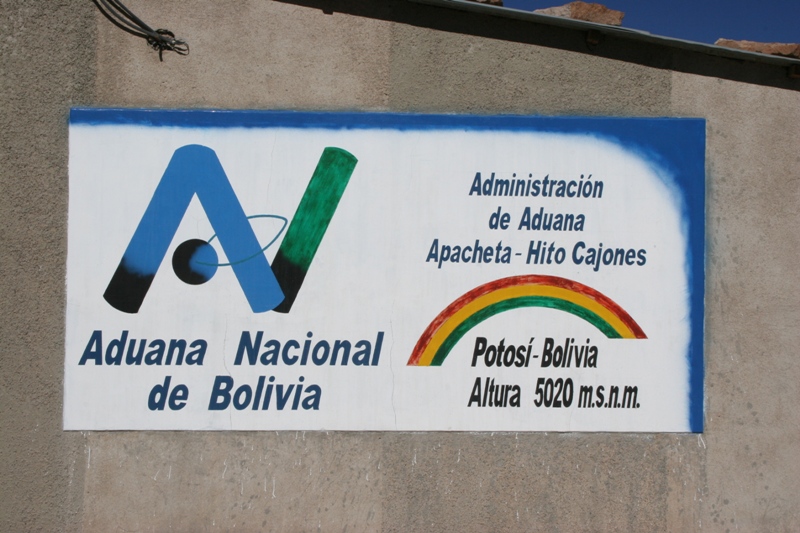 Aduana Nacional
de Bolivia
Administración
de Aduana
Apacheta - Hito Cajones
Potosí - Bolivia
Altura 5020 m.s.n.m.